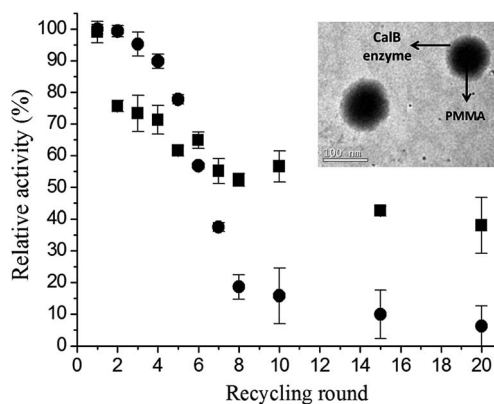 100
90
80
70
60
50
40
30
20
10
0
Relative activity (%)
0 2 4 6 8 10 12 14 16 18 20
Recycling round
CalB
enzyme
PMMA
100 nm